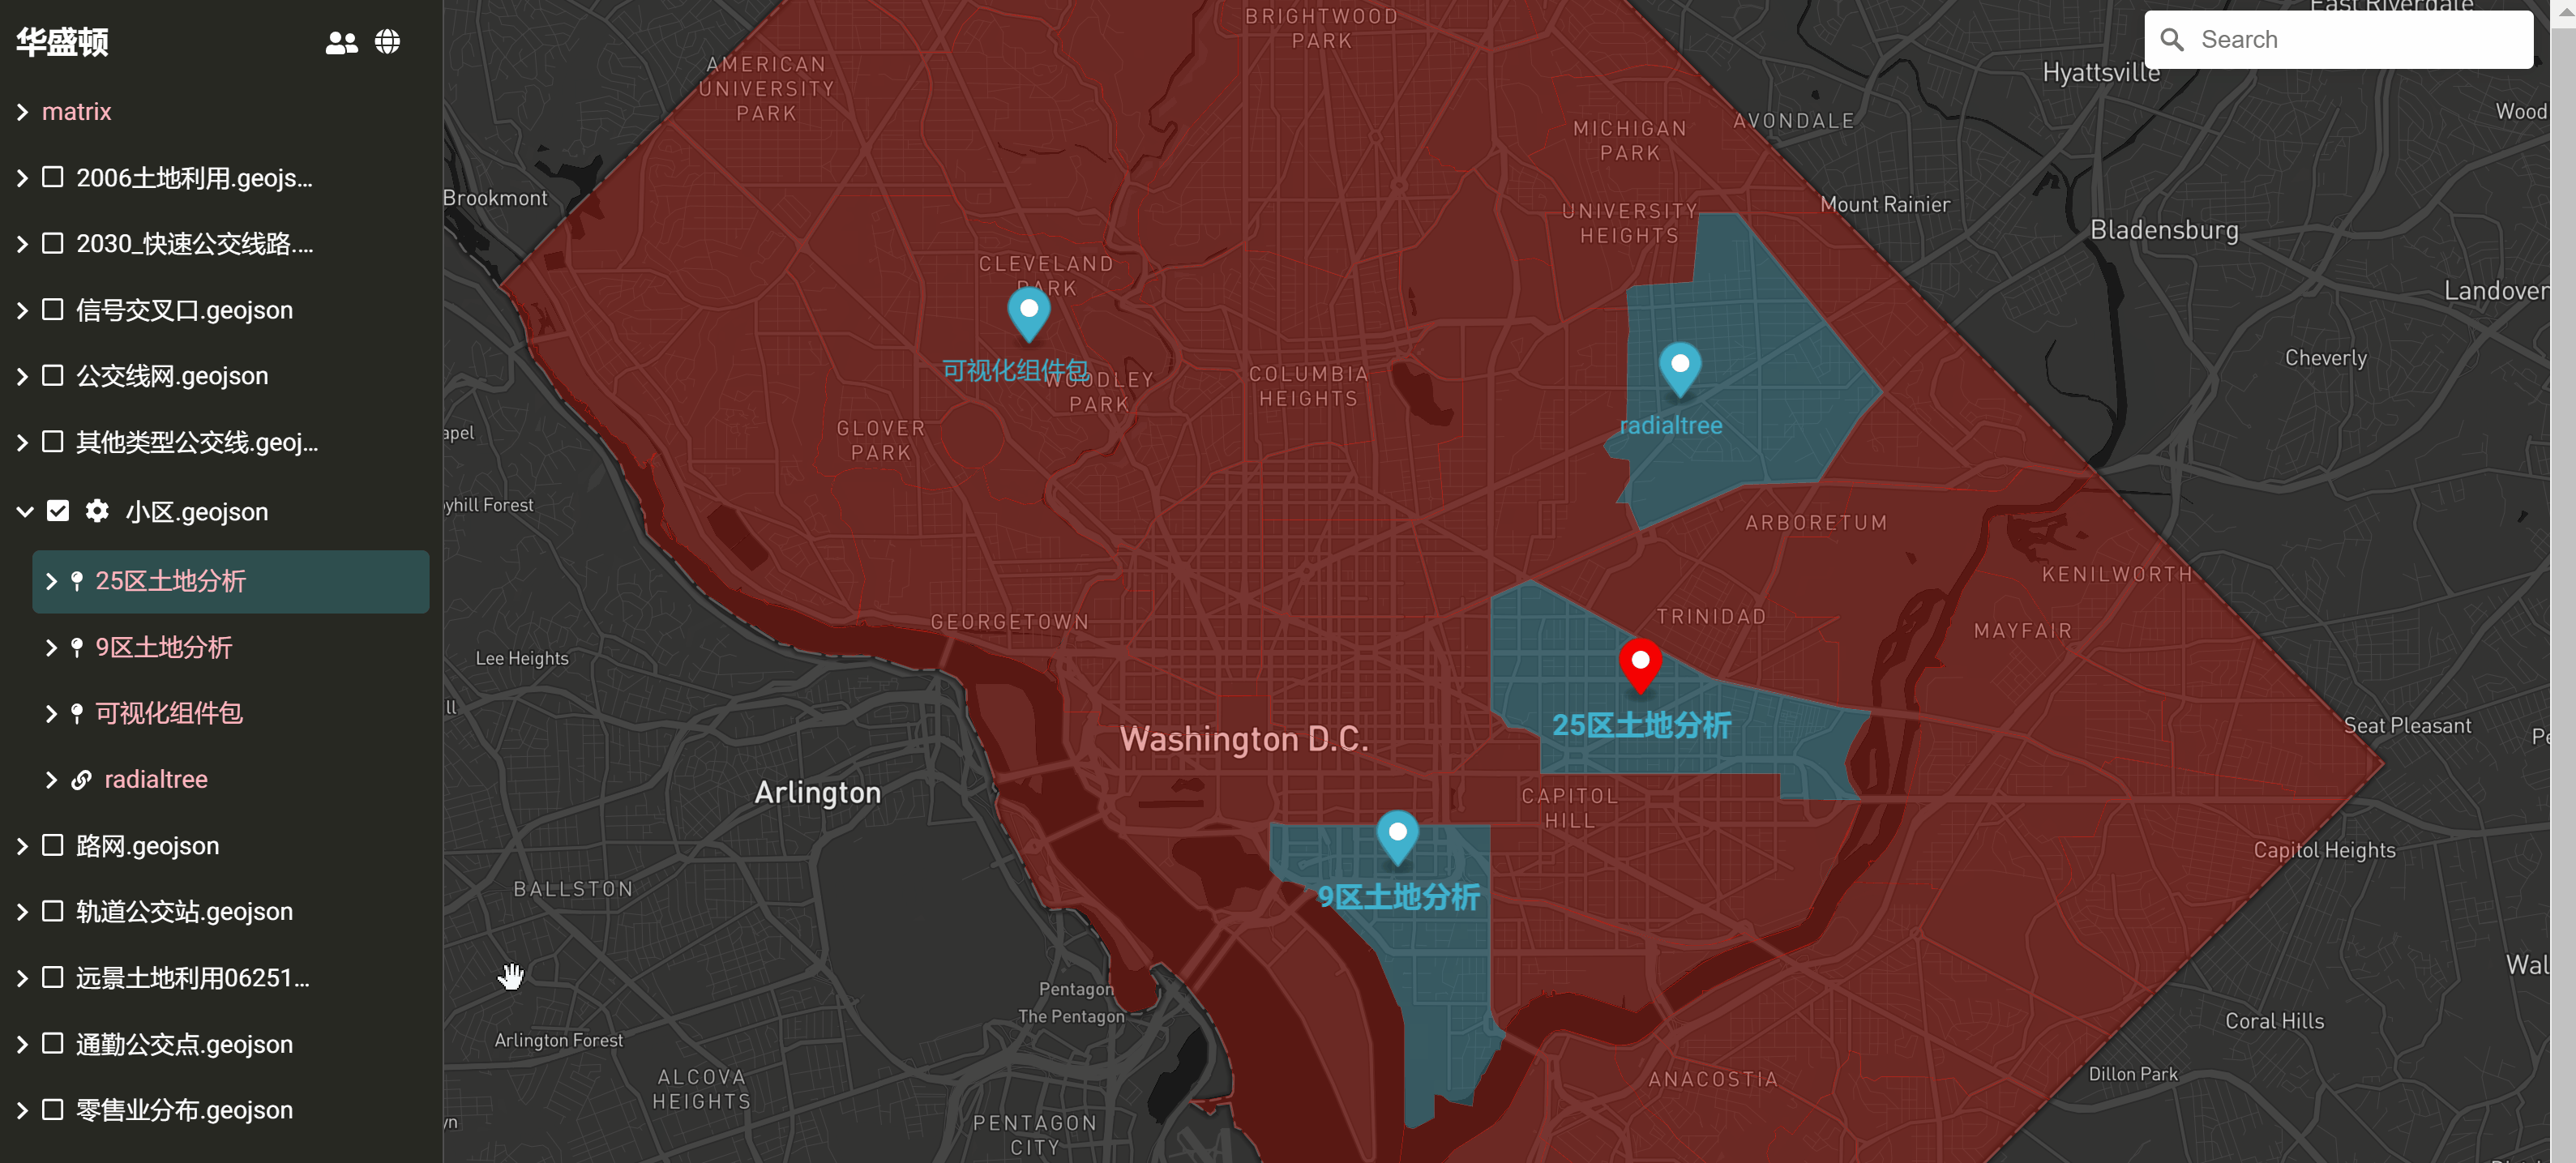 华盛顿
matrix
2006土地利用.geojs...
2030_快速公交线路....
信号交叉口.geojson
公交线网.geojson
其他类型公交线.geoj...
小区.geojson
25区土地分析
9区土地分析
可视化组件包
radialtree
路网.geojson
轨道公交站.geojson
远景土地利用06251...
通勤公交点.geojson
零售业分布.geojson
Search
East Riverdale
BRIGHTWOOD
PARK
AMERICAN
UNIVERSITY
PARK
Hyattsville
Wood
AVONDALE
MICHIGAN
PARK
Brookmont
Mount Rainier
UNIVERSITY
HEIGHTS
Bladensburg
CLEVELAND
PARK
Landover
可视化组件包
WOODLEY
PARK
COLUMBIA
HEIGHTS
Cheverly
radialtree
GLOVER
PARK
apel
yhill Forest
ARBORETUM
KENILWORTH
GEORGETOWN
TRINIDAD
MAYFAIR
Lee Heights
ll
25区土地分析
Washington D.C.
Seat Pleasant
Pe
Arlington
CAPITOL
HILL
Capitol Heights
BALLSTON
9区土地分析
Wal
Pentagon
The Pentagon
Coral Hills
Arlington Forest
ALCOVA
HEIGHTS
ANACOSTIA
Dillon Park
PENTAGON
CITY
yn